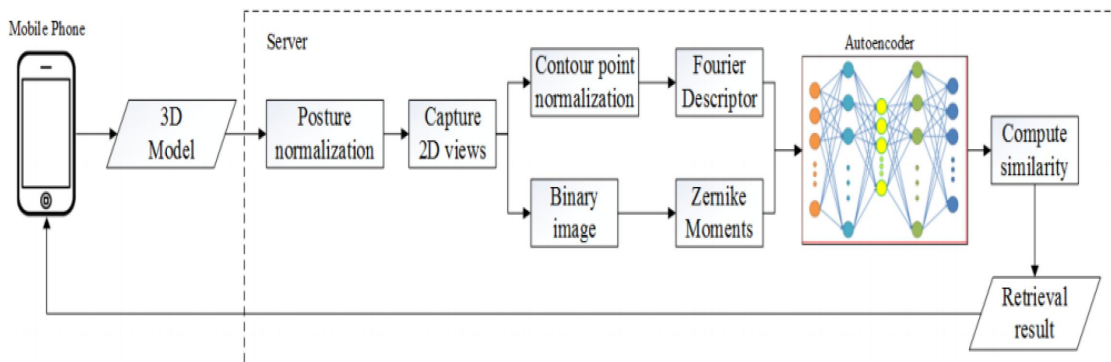 Mobile Phone
Server
3D
Model
Posture
normalization
Capture
2D views
Contour point
normalization
Fourier
Descriptor
Binary
image
Zernike
Moments
Autoencoder
Compute
similarity
Retrieval
result